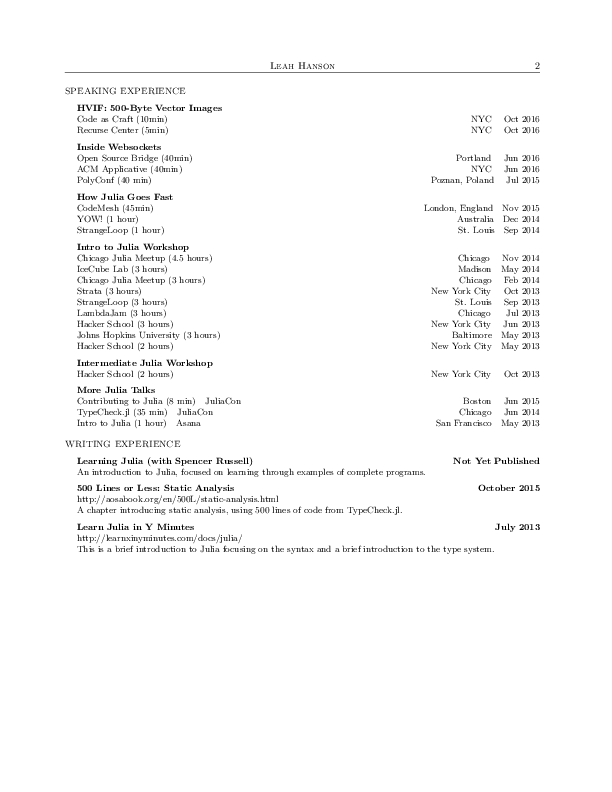 Leah Hanson 2
SPEAKING EXPERIENCE
HVIF: 500-Byte Vector Images
Code as Craft (10min) NYC Oct 2016
Recurse Center (5min) NYC Oct 2016
Inside Websockets
Open Source Bridge (40min) Portland Jun 2016
ACM Applicative (40min) NYC Jun 2016
PolyConf (40 min) Poznan, Poland Jul 2015
How Julia Goes Fast
CodeMesh (45min) London, England Nov 2015
YOW! (1 hour) Australia Dec 2014
StrangeLoop (1 hour) St. Louis Sep 2014
Intro to Julia Workshop
Chicago Julia Meetup (4.5 hours) Chicago Nov 2014
IceCube Lab (3 hours) Madison May 2014
Chicago Julia Meetup (3 hours) Chicago Feb 2014
Strata (3 hours) New York City Oct 2013
StrangeLoop (3 hours) St. Louis Sep 2013
LambdaJam (3 hours) Chicago Jul 2013
Hacker School (3 hours) New York City Jun 2013
Johns Hopkins University (3 hours) Baltimore May 2013
Hacker School (2 hours) New York City May 2013
Intermediate Julia Workshop
Hacker School (2 hours) New York City Oct 2013
More Julia Talks
Contributing to Julia (8 min) JuliaCon Boston Jun 2015
TypeCheck.jl (35 min) JuliaCon Chicago Jun 2014
Intro to Julia (1 hour) Asana San Francisco May 2013
WRITING EXPERIENCE
Learning Julia (with Spencer Russell) Not Yet Published
An introduction to Julia, focused on learning through examples of complete programs.
500 Lines or Less: Static Analysis October 2015
http://aosabook.org/en/500L/static-analysis.html
A chapter introducing static analysis, using 500 lines of code from TypeCheck.jl.
Learn Julia in Y Minutes July 2013
http://learnxinyminutes.com/docs/julia/
This is a brief introduction to Julia focusing on the syntax and a brief introduction to the type system.